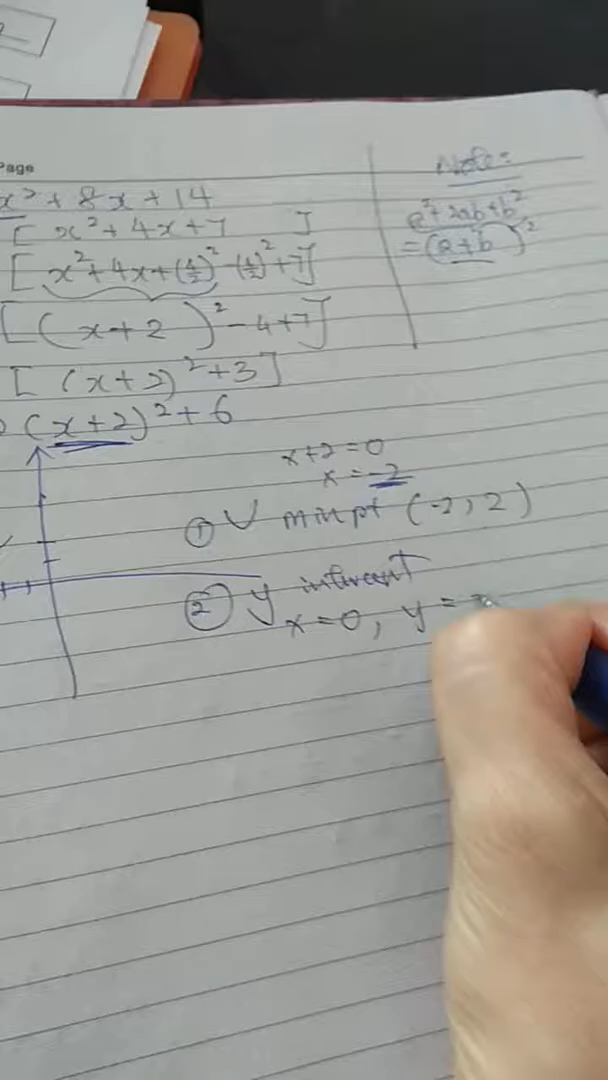 Page
x² + 8x + 14
[ x² + 4x + 7 ]
[ x² + 4x + (4/2)² - (4/2)² + 7 ]
[ (x + 2 )² - 4 + 7 ]
[ (x + 2)² + 3 ]
(x + 2)² + 6
Note:
a² + 2ab + b²
= (a + b )²
x + 2 = 0
x = -2
① min pt (-2, 2)
② y intercept
x = 0, y =